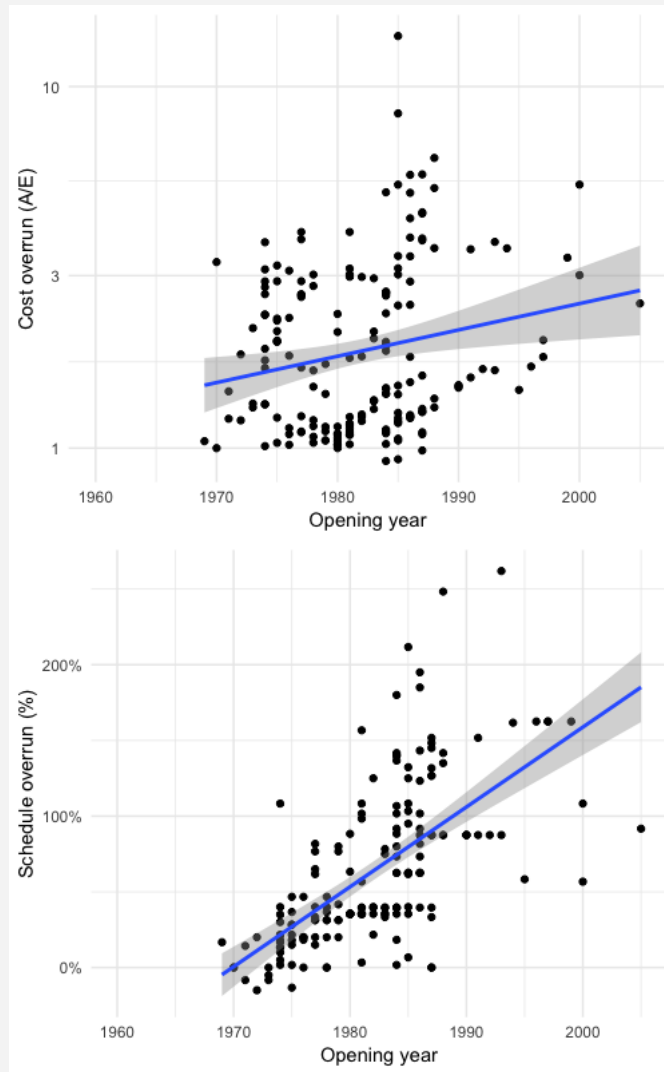 10
3
1
Cost overrun (A/E)
1960 1970 1980 1990 2000
Opening year
200%
100%
0%
Schedule overrun (%)
1960 1970 1980 1990 2000
Opening year